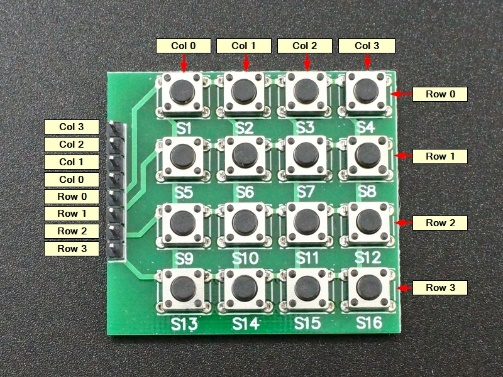 Col 0 Col 1 Col 2 Col 3
Row 0
S1 S2 S3 S4
Col 3
Col 2
Col 1
Row 1
Col 0
S5 S6 S7 S8
Row 0
Row 1
Row 2
Row 2
Row 3
S9 S10 S11 S12
Row 3
S13 S14 S15 S16